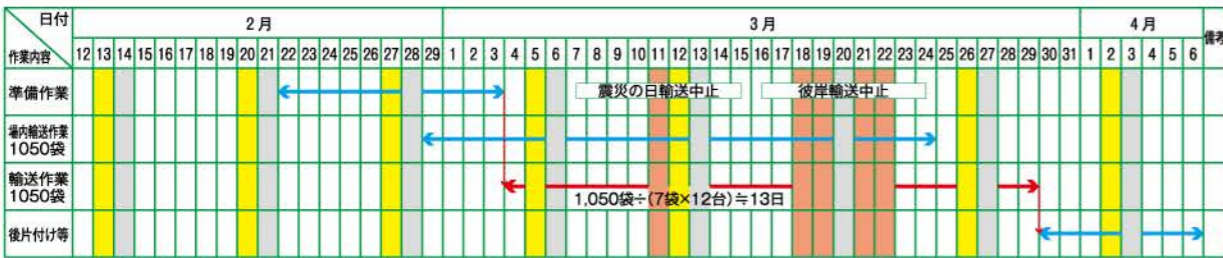 日付
2月
3月
4月
備考
作業内容
12 13 14 15 16 17 18 19 20 21 22 23 24 25 26 27 28 29 1 2 3 4 5 6 7 8 9 10 11 12 13 14 15 16 17 18 19 20 21 22 23 24 25 26 27 28 29 30 31 1 2 3 4 5 6
準備作業
震災の日輸送中止
彼岸輸送中止
場内輸送作業
1050袋
輸送作業
1050袋
1,050袋÷(7袋×12台)≒13日
後片付け等